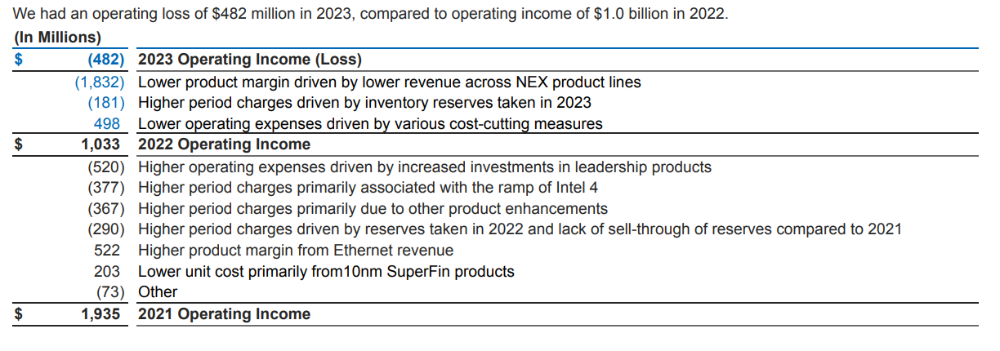 We had an operating loss of $482 million in 2023, compared to operating income of $1.0 billion in 2022.
(In Millions)
$ (482) 2023 Operating Income (Loss)
(1,832) Lower product margin driven by lower revenue across NEX product lines
(181) Higher period charges driven by inventory reserves taken in 2023
498 Lower operating expenses driven by various cost-cutting measures
$ 1,033 2022 Operating Income
(520) Higher operating expenses driven by increased investments in leadership products
(377) Higher period charges primarily associated with the ramp of Intel 4
(367) Higher period charges primarily due to other product enhancements
(290) Higher period charges driven by reserves taken in 2022 and lack of sell-through of reserves compared to 2021
522 Higher product margin from Ethernet revenue
203 Lower unit cost primarily from10nm SuperFin products
(73) Other
$ 1,935 2021 Operating Income